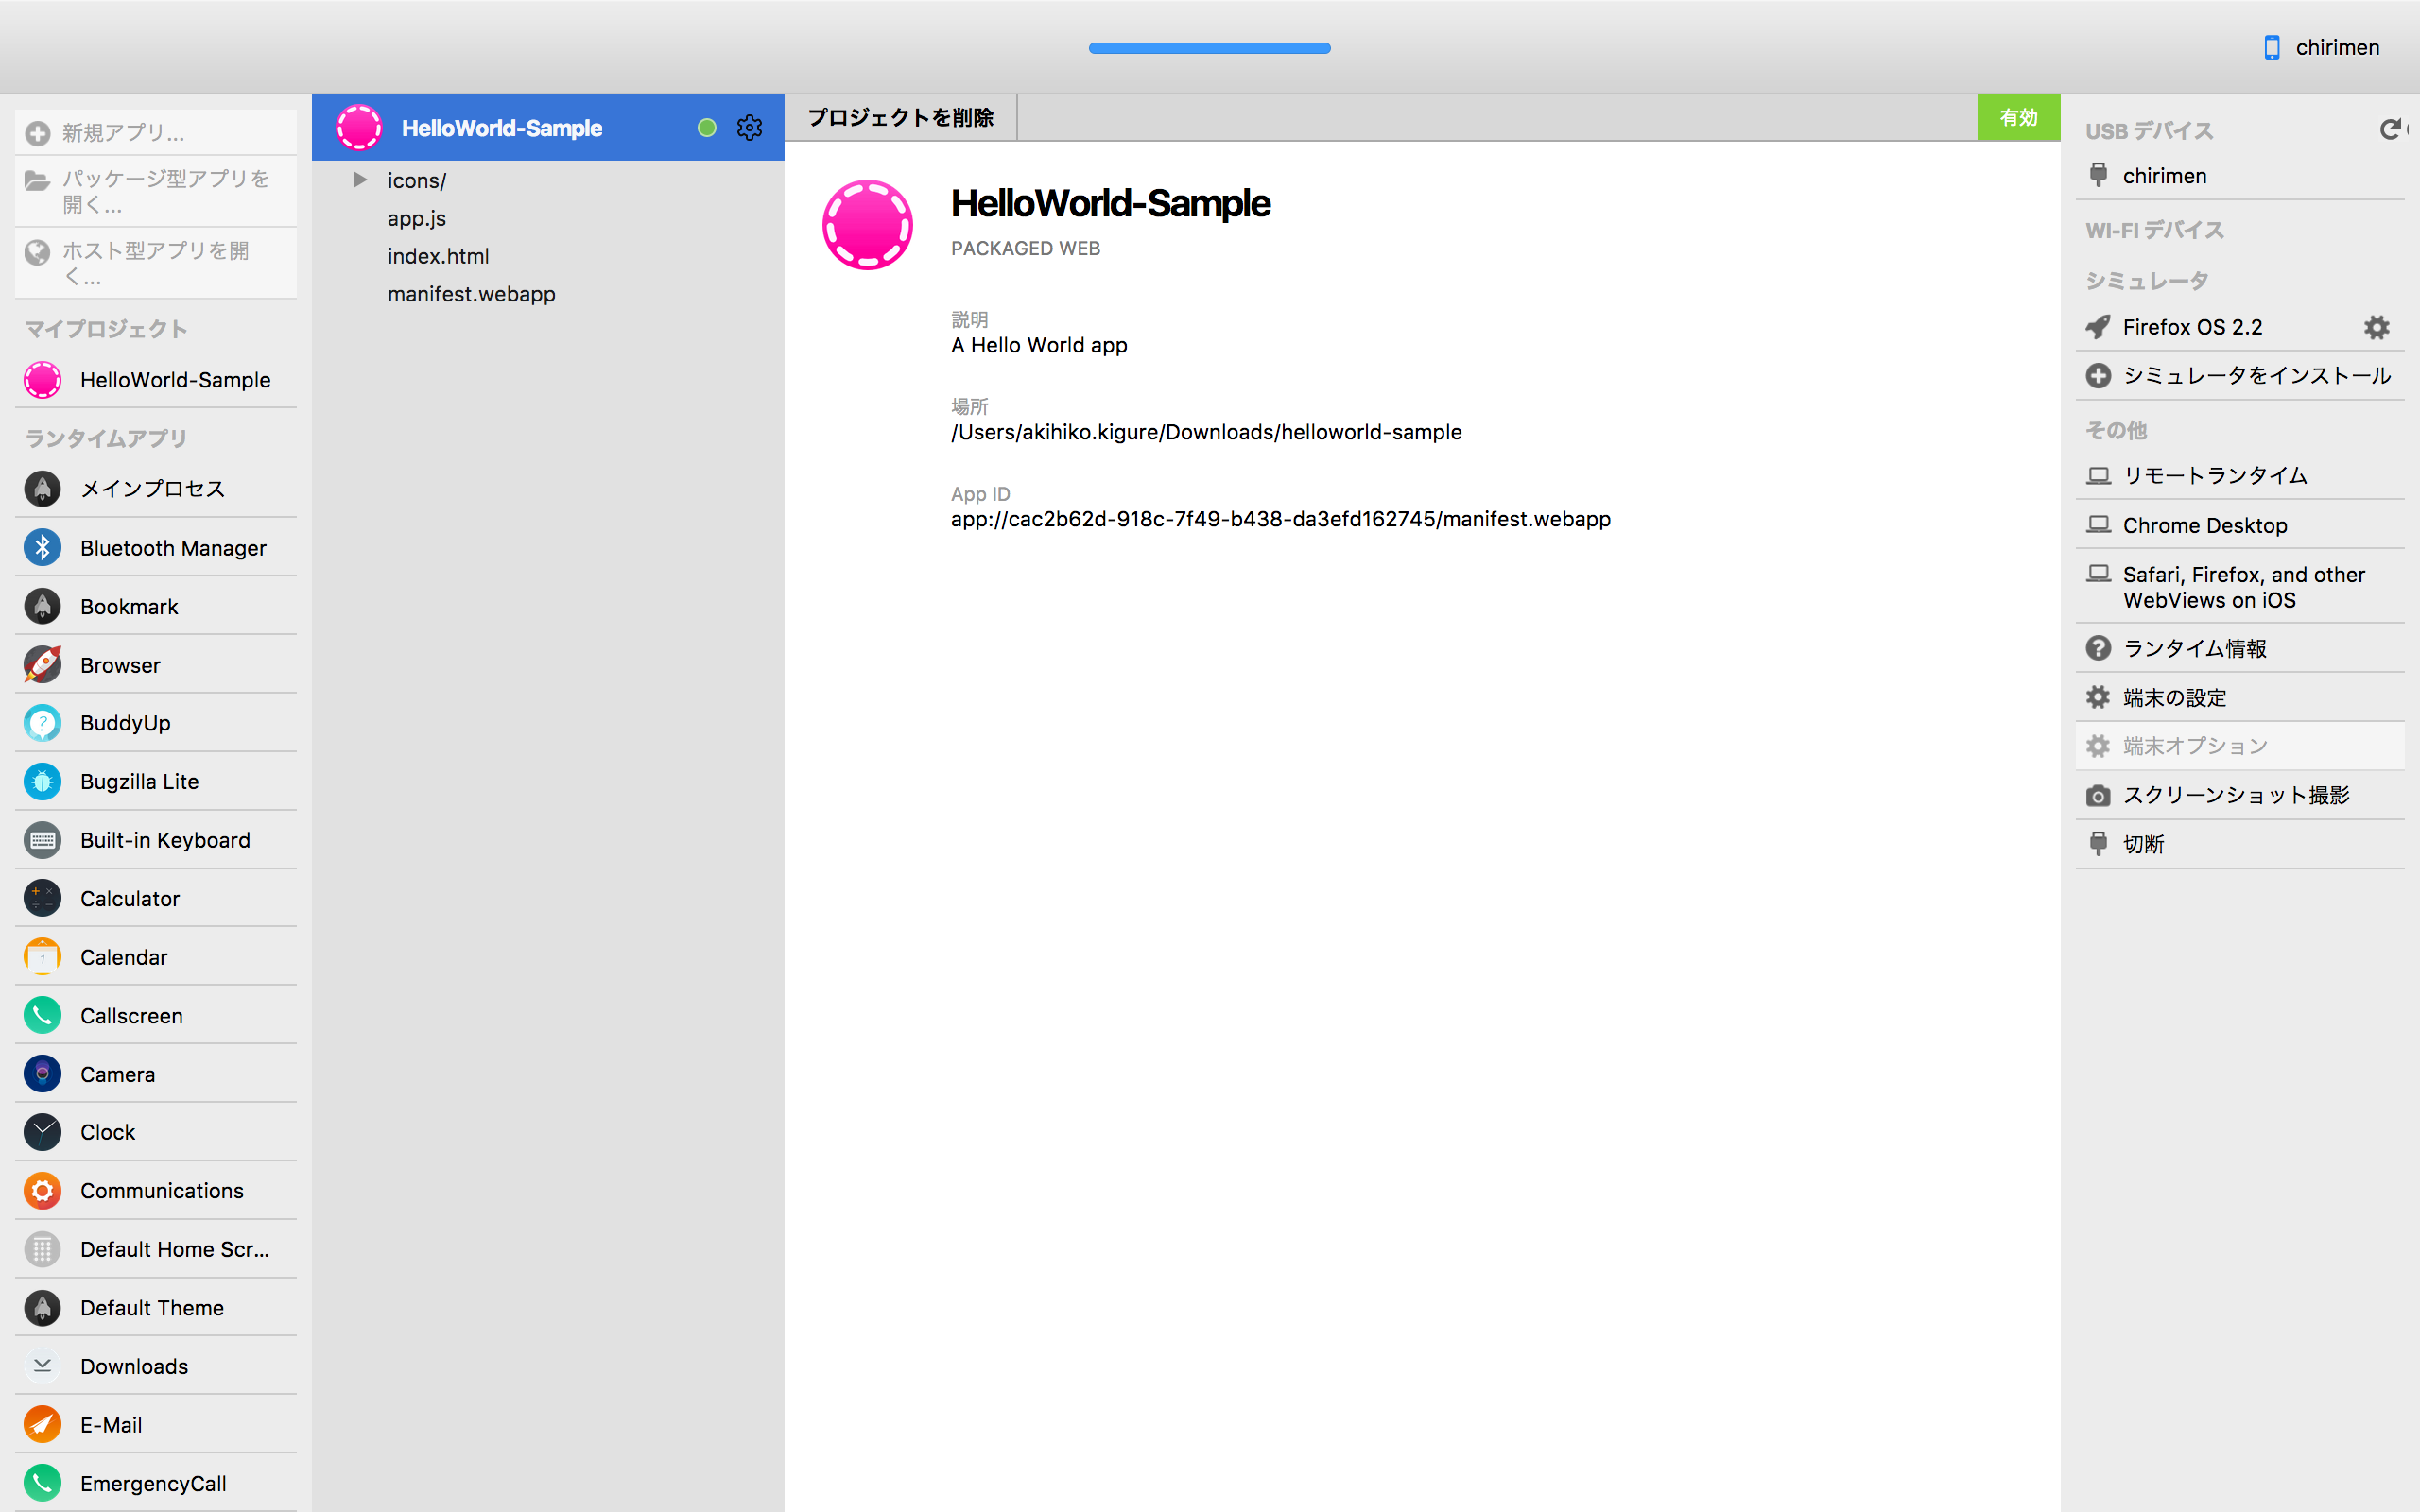 chirimen
新規アプリ...
パッケージ型アプリを
開く...
ホスト型アプリを開
く...
マイプロジェクト
HelloWorld-Sample
ランタイムアプリ
メインプロセス
Bluetooth Manager
Bookmark
Browser
BuddyUp
Bugzilla Lite
Built-in Keyboard
Calculator
Calendar
Callscreen
Camera
Clock
Communications
Default Home Scr...
Default Theme
Downloads
E-Mail
EmergencyCall
HelloWorld-Sample
icons/
app.js
index.html
manifest.webapp
プロジェクトを削除
有効
HelloWorld-Sample
PACKAGED WEB
説明
A Hello World app
場所
/Users/akihiko.kigure/Downloads/helloworld-sample
App ID
app://cac2b62d-918c-7f49-b438-da3efd162745/manifest.webapp
USB デバイス
chirimen
WI-FI デバイス
シミュレータ
Firefox OS 2.2
シミュレータをインストール
その他
リモートランタイム
Chrome Desktop
Safari, Firefox, and other
WebViews on iOS
ランタイム情報
端末の設定
端末オプション
スクリーンショット撮影
切断